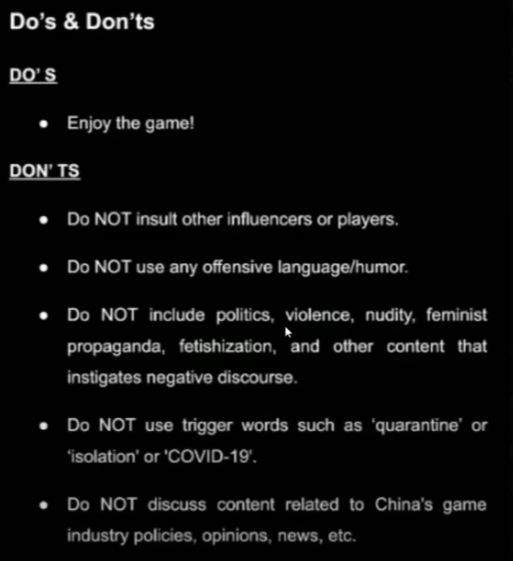 Do's & Don'ts
DO' S
• Enjoy the game!
DON' TS
• Do NOT insult other influencers or players.
• Do NOT use any offensive language/humor.
• Do NOT include politics, violence, nudity, feminist
propaganda, fetishization, and other content that
instigates negative discourse.
• Do NOT use trigger words such as 'quarantine' or
'isolation' or 'COVID-19'.
• Do NOT discuss content related to China's game
industry policies, opinions, news, etc.